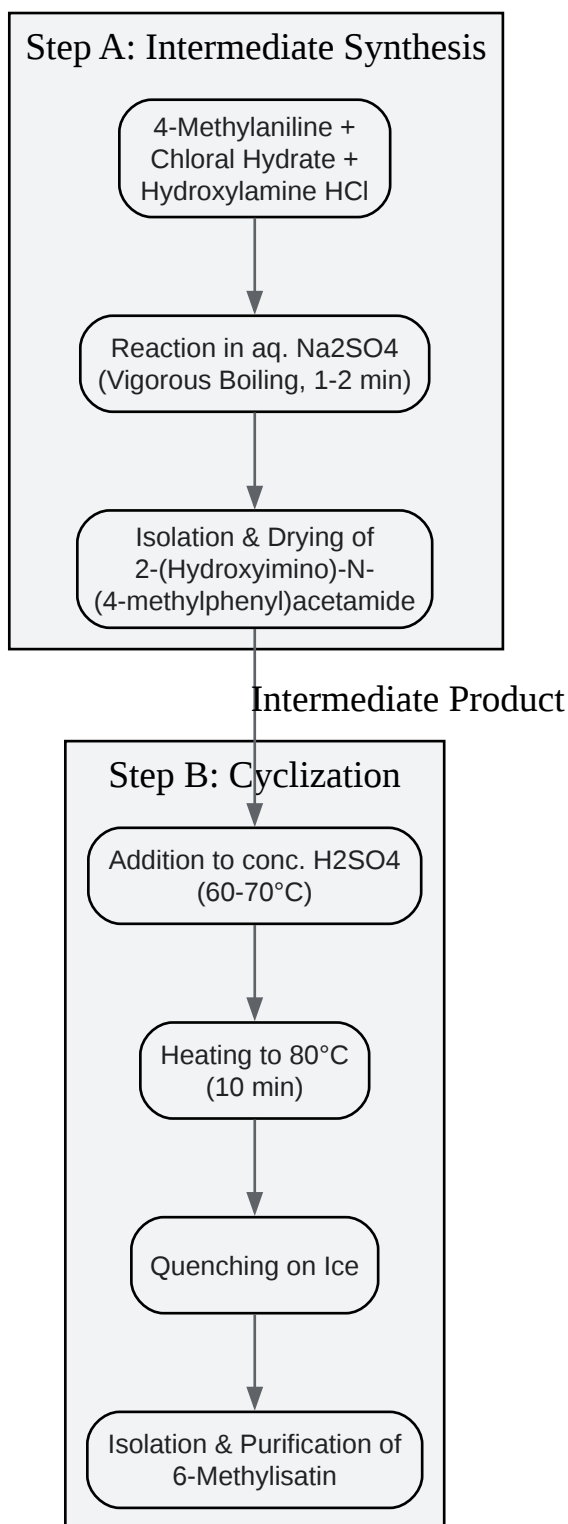 Step A: Intermediate Synthesis
4-Methylaniline +
Chloral Hydrate +
Hydroxylamine HCl
Reaction in aq. Na2SO4
(Vigorous Boiling, 1-2 min)
Isolation & Drying of
2-(Hydroxyimino)-N-
(4-methylphenyl)acetamide
Intermediate Product
Step B: Cyclization
Addition to conc. H2SO4
(60-70°C)
Heating to 80°C
(10 min)
Quenching on Ice
Isolation & Purification of
6-Methylisatin